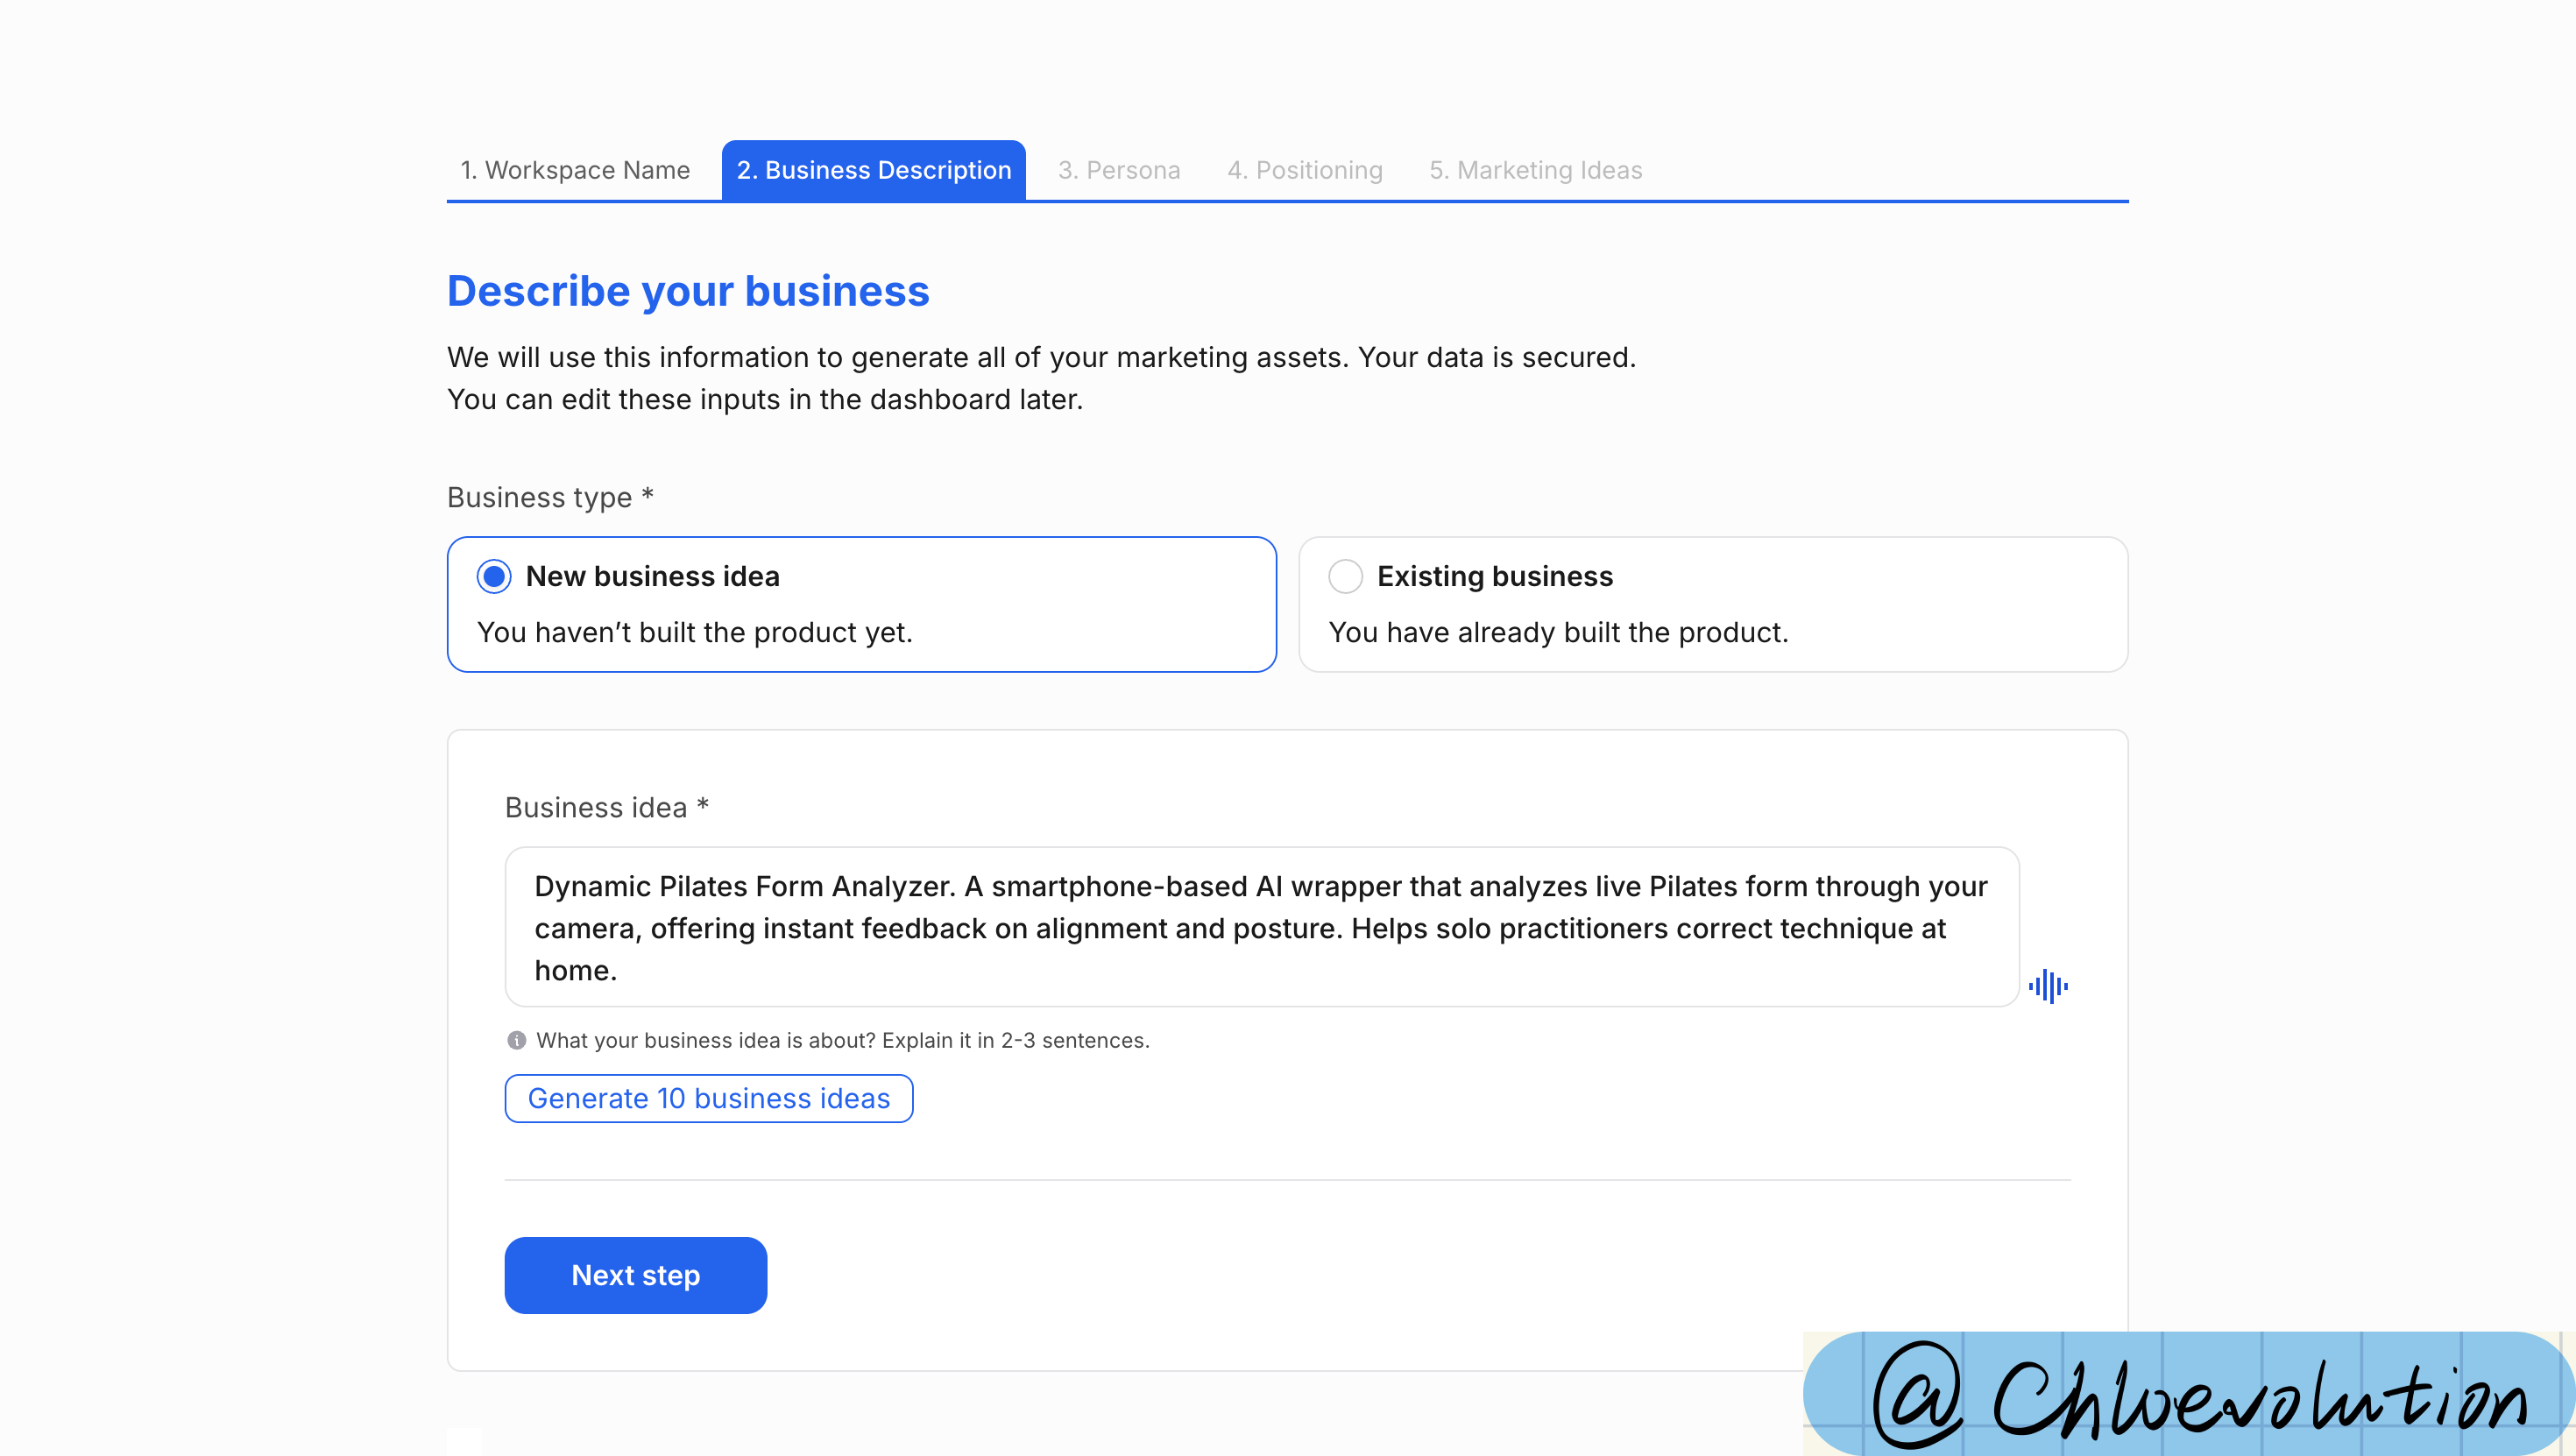 1. Workspace Name
2. Business Description
3. Persona
4. Positioning
5. Marketing Ideas
Describe your business
We will use this information to generate all of your marketing assets. Your data is secured.
You can edit these inputs in the dashboard later.
Business type *
New business idea
You haven’t built the product yet.
Existing business
You have already built the product.
Business idea *
Dynamic Pilates Form Analyzer. A smartphone-based AI wrapper that analyzes live Pilates form through your
camera, offering instant feedback on alignment and posture. Helps solo practitioners correct technique at
home.
What your business idea is about? Explain it in 2-3 sentences.
Generate 10 business ideas
Next step
@Chloevolution